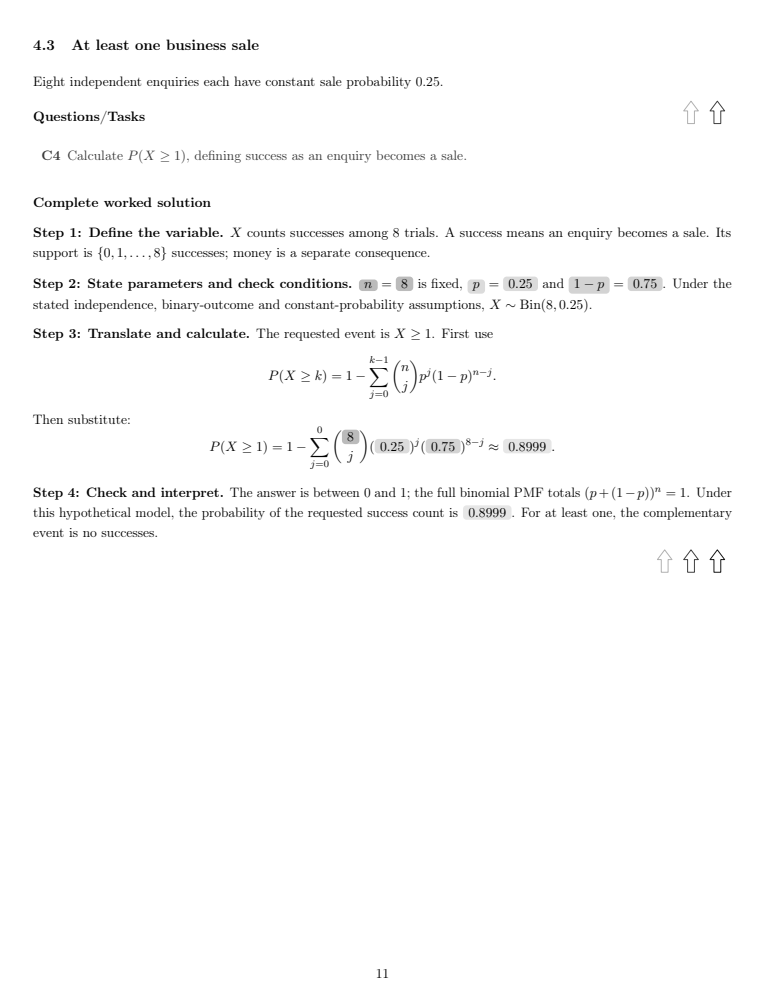 4.3 At least one business sale
Eight independent enquiries each have constant sale probability 0.25.
Questions/Tasks
C4 Calculate P(X ≥ 1), defining success as an enquiry becomes a sale.
Complete worked solution
Step 1: Define the variable. X counts successes among 8 trials. A success means an enquiry becomes a sale. Its
support is {0, 1, . . . , 8} successes; money is a separate consequence.
Step 2: State parameters and check conditions. n = 8 is fixed, p = 0.25 and 1 − p = 0.75 . Under the
stated independence, binary-outcome and constant-probability assumptions, X ∼ Bin(8, 0.25).
Step 3: Translate and calculate. The requested event is X ≥ 1. First use
P(X ≥ k) = 1 − ∑_{j=0}^{k−1} (n j) p^j (1 − p)^{n−j}.
Then substitute:
P(X ≥ 1) = 1 − ∑_{j=0}^{0} (8 j) ( 0.25 )^j ( 0.75 )^{8−j} ≈ 0.8999 .
Step 4: Check and interpret. The answer is between 0 and 1; the full binomial PMF totals (p+(1−p))^n = 1. Under
this hypothetical model, the probability of the requested success count is 0.8999 . For at least one, the complementary
event is no successes.
11